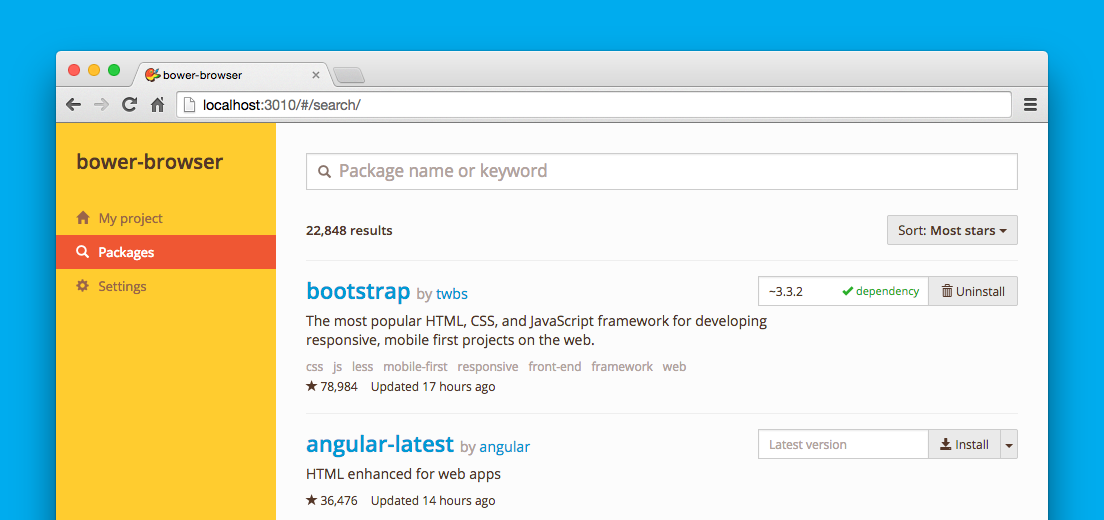 bower-browser
localhost:3010/#/search/
bower-browser
My project
Packages
Settings
Package name or keyword
22,848 results
Sort: Most stars
bootstrap by twbs
~3.3.2
dependency
Uninstall
The most popular HTML, CSS, and JavaScript framework for developing
responsive, mobile first projects on the web.
css js less mobile-first responsive front-end framework web
78,984 Updated 17 hours ago
angular-latest by angular
Latest version
Install
HTML enhanced for web apps
36,476 Updated 14 hours ago